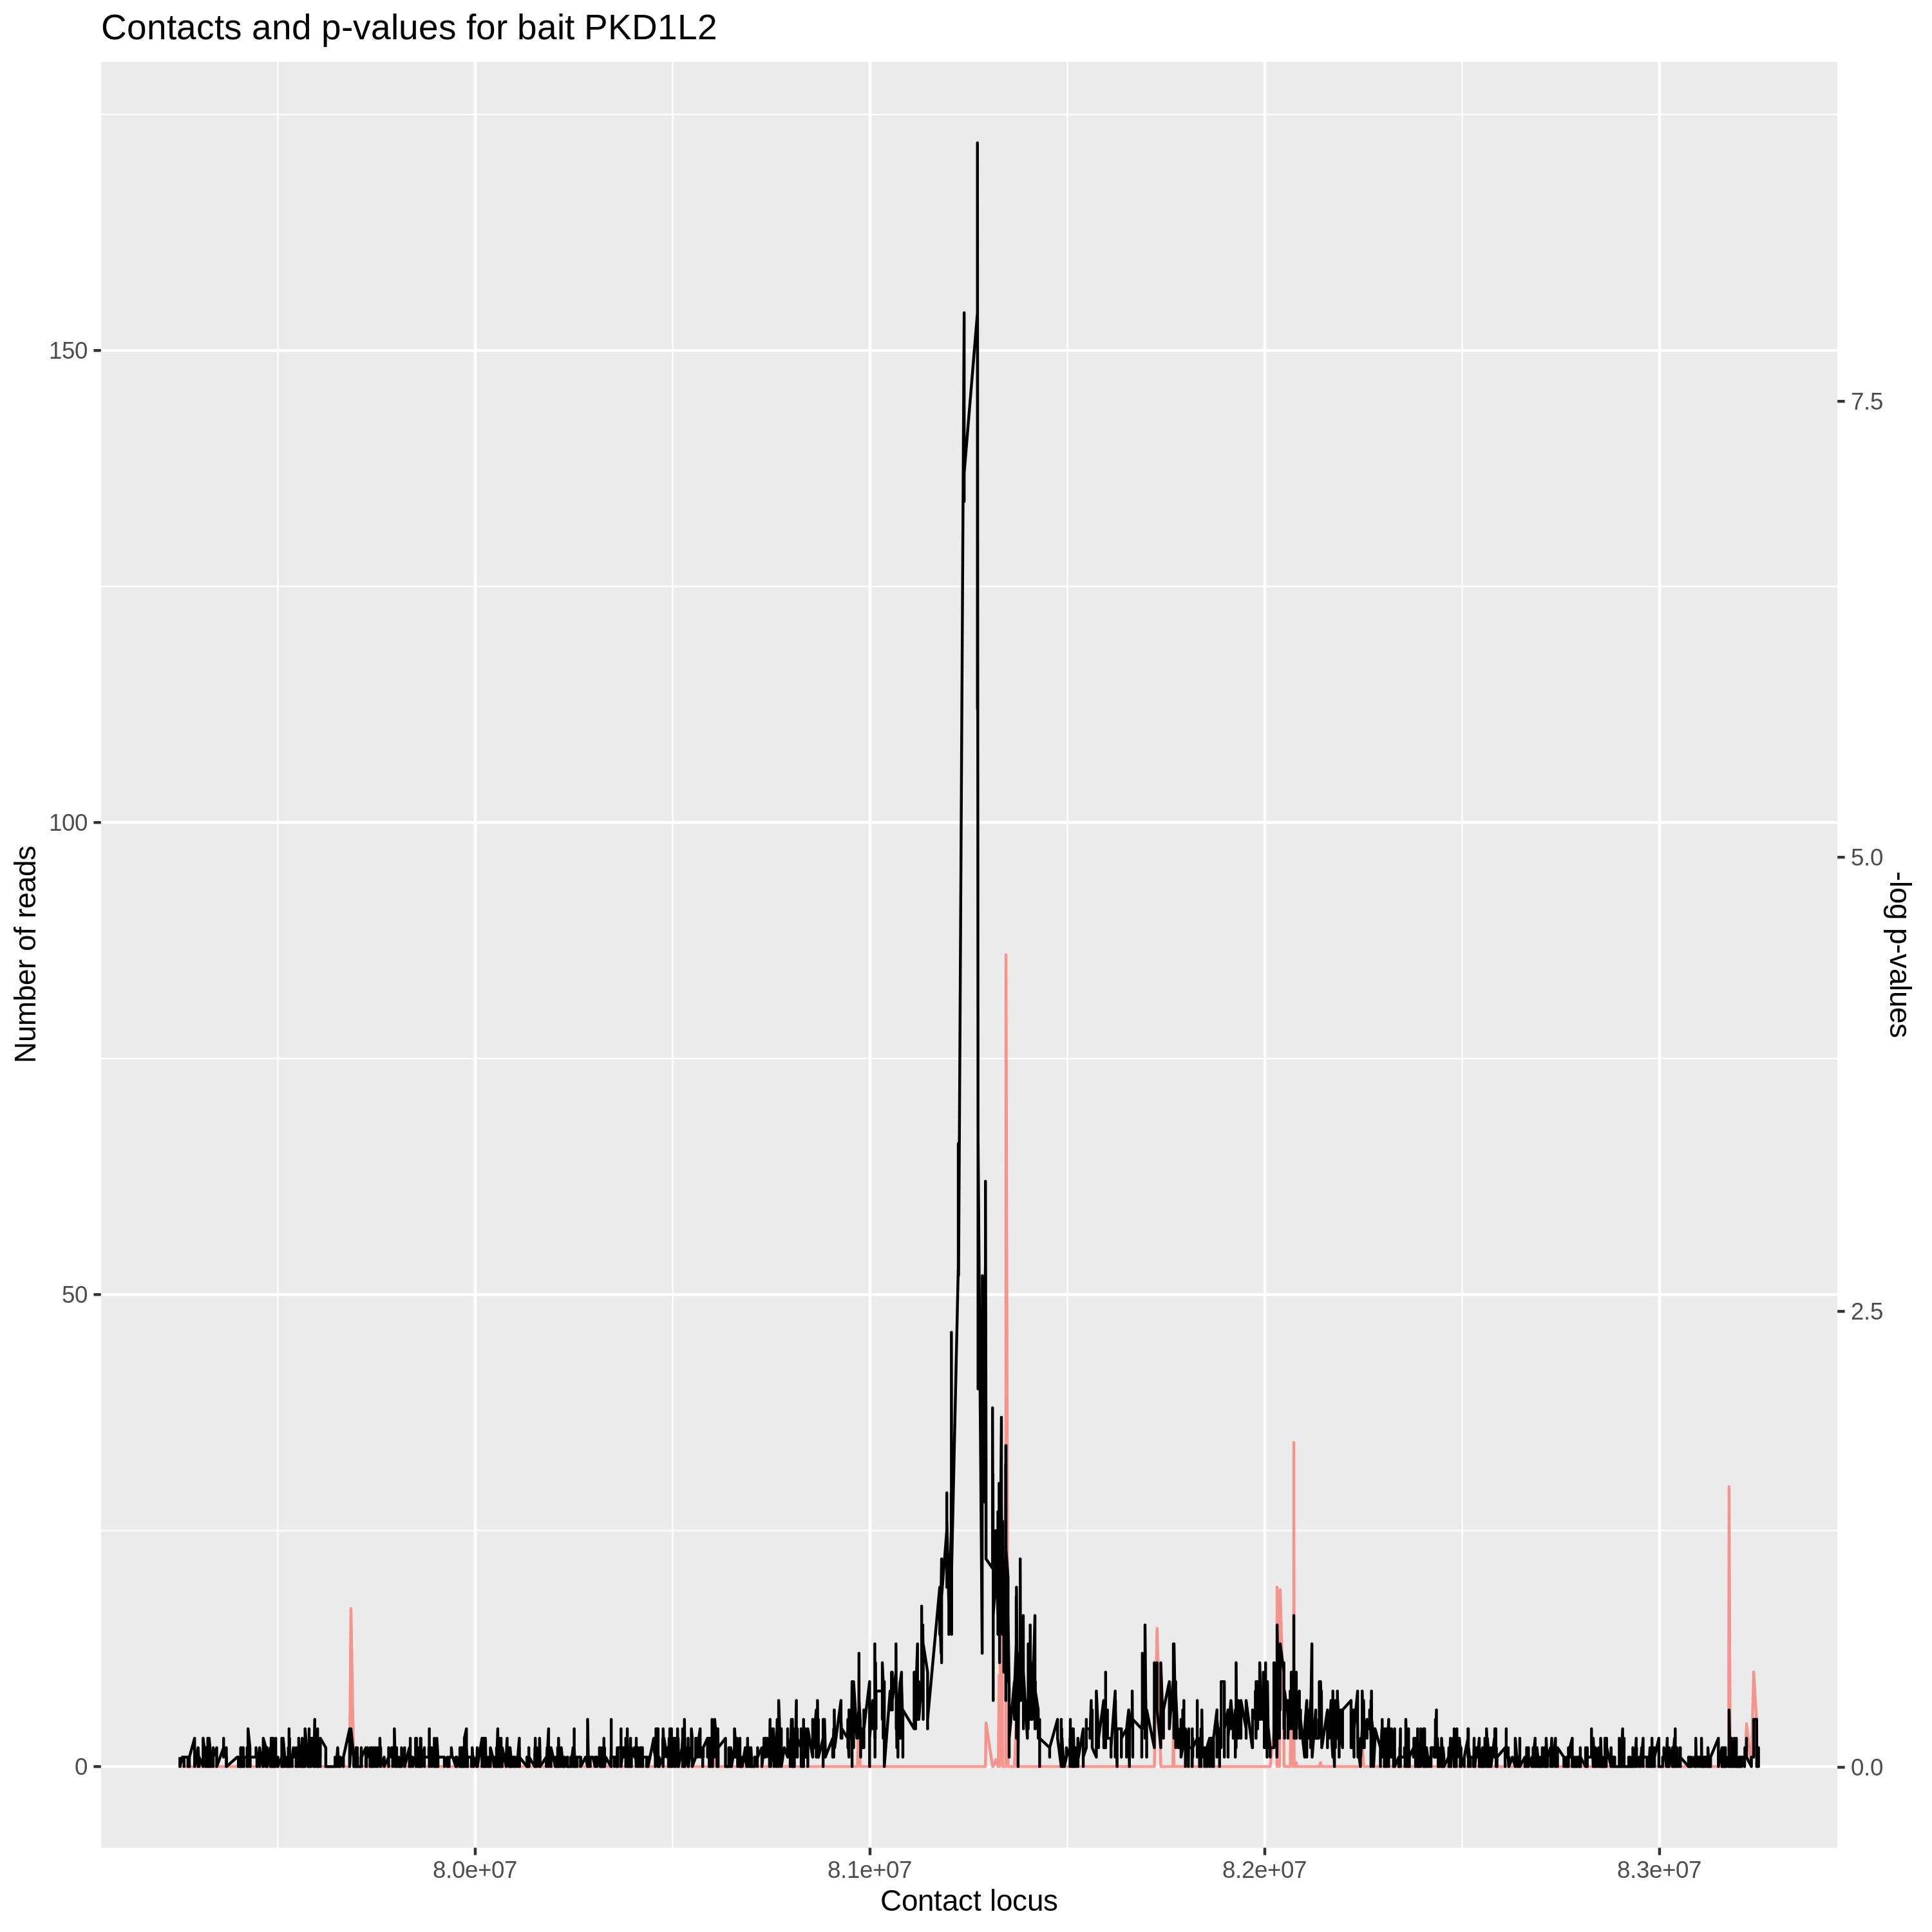 Contacts and p-values for bait PKD1L2
Number of reads
150
100
50
0
7.5
5.0
2.5
0.0
-log p-values
8.0e+07
8.1e+07
8.2e+07
8.3e+07
Contact locus